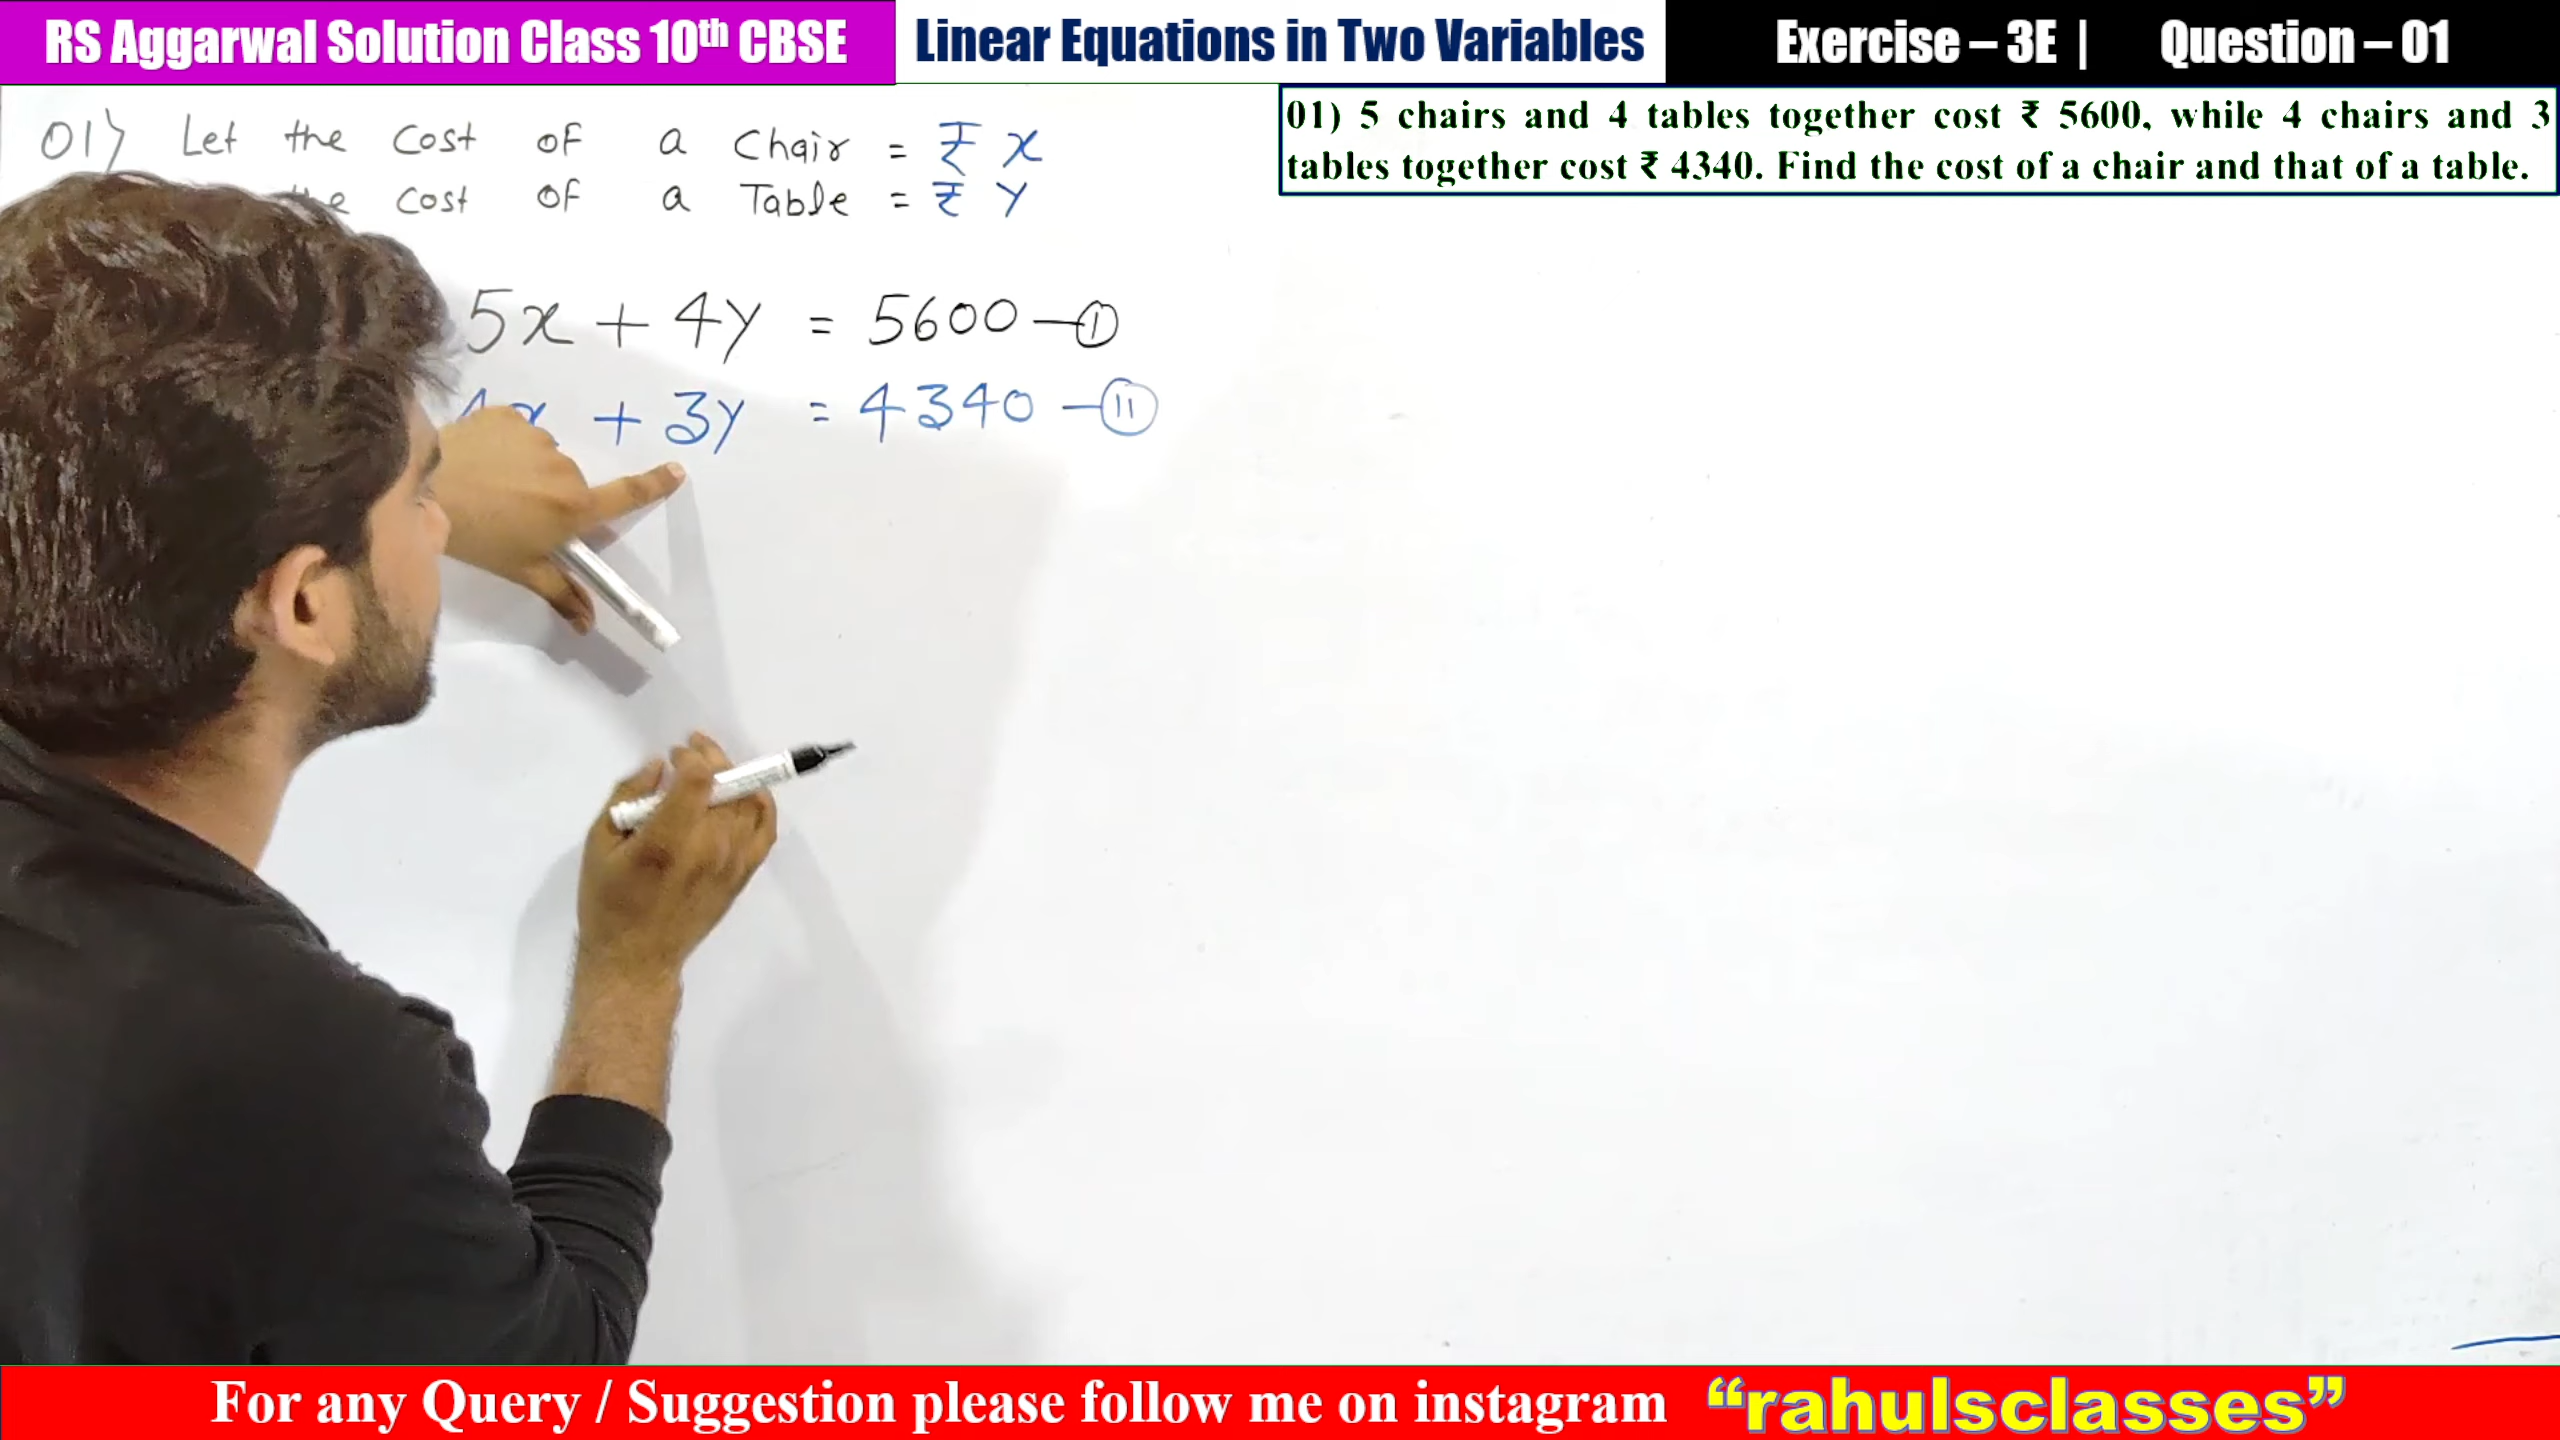 RS Aggarwal Solution Class 10th CBSE
Linear Equations in Two Variables
Exercise – 3E | Question – 01
01) 5 chairs and 4 tables together cost ₹ 5600, while 4 chairs and 3
tables together cost ₹ 4340. Find the cost of a chair and that of a table.
01) Let the cost of a Chair = ₹ x
cost of a Table = ₹ y
5x + 4y = 5600 — I
+ 3y = 4340 — II
For any Query / Suggestion please follow me on instagram “rahulsclasses”